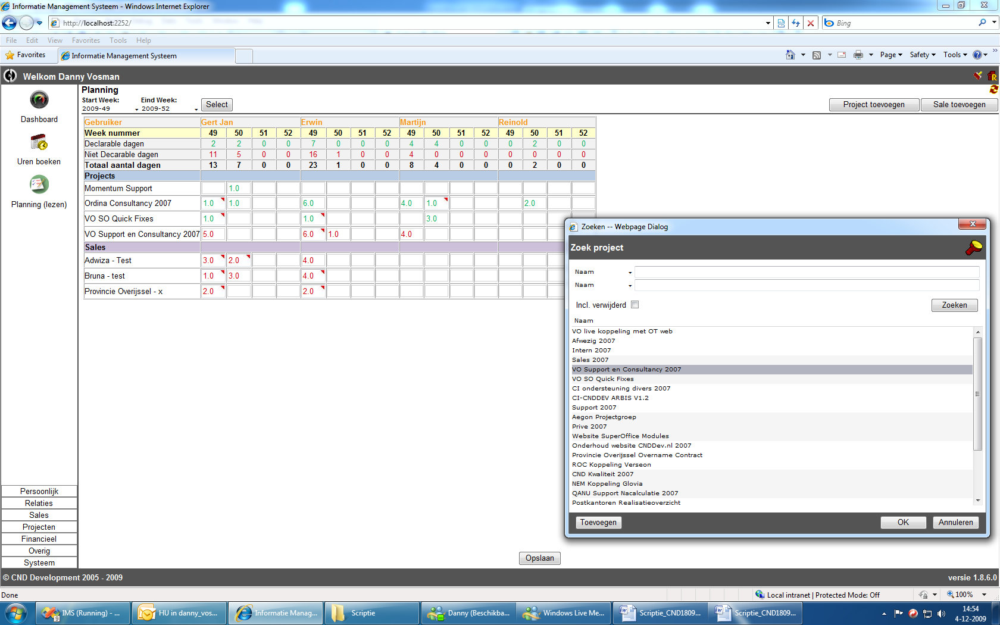 Informatie Management Systeem - Windows Internet Explorer
http://localhost:2252/
Bing
File Edit View Favorites Tools Help
Favorites
Informatie Management Systeem
Page Safety Tools
Welkom Danny Vosman
Dashboard
Uren boeken
Planning (lezen)
Planning
Start Week: Eind Week:
2009-49 2009-52 Select
Project toevoegen Sale toevoegen
Gebruiker Gert Jan Erwin Martijn Reinold
Week nummer 49 50 51 52 49 50 51 52 49 50 51 52 49 50 51 52
Declarable dagen 2 2 0 0 7 0 0 0 4 4 0 0 0 2 0 0
Niet Decarable dagen 11 5 0 0 16 1 0 0 4 0 0 0 0 0 0 0
Totaal aantal dagen 13 7 0 0 23 1 0 0 8 4 0 0 0 2 0 0
Projects
Momentum Support 1.0
Ordina Consultancy 2007 1.0 1.0 6.0 4.0 1.0 2.0
VO SO Quick Fixes 1.0 1.0 3.0
VO Support en Consultancy 2007 5.0 6.0 1.0 4.0
Sales
Adwiza - Test 3.0 2.0 4.0
Bruna - test 1.0 3.0 4.0
Provincie Overijssel - x 2.0 2.0
Zoeken -- Webpage Dialog
Zoek project
Naam
Naam
Incl. verwijderd Zoeken
Naam
VO live koppeling met OT web
Afwezig 2007
Intern 2007
Sales 2007
VO Support en Consultancy 2007
VO SO Quick Fixes
CI ondersteuning divers 2007
CI-CNDDEV ARBIS V1.2
Support 2007
Aegon Projectgroep
Prive 2007
Website SuperOffice Modules
Onderhoud website CNDDev.nl 2007
Provincie Overijssel Overname Contract
ROC Koppeling Verseon
CND Kwaliteit 2007
NEM Koppeling Glovia
QANU Support Nacalculatie 2007
Postkantoren Realisatieoverzicht
Toevoegen OK Annuleren
Persoonlijk
Relaties
Sales
Projecten
Financieel
Overig
Systeem
Opslaan
© CND Development 2005 - 2009 versie 1.8.6.0
Done Local intranet | Protected Mode: Off 100%
9 IMS (Running) - ... HU in danny_vos... Informatie Manag... Scriptie Danny (Beschikba... Windows Live Me... Scriptie_CND1809... Scriptie_CND1809... 14:54
4-12-2009